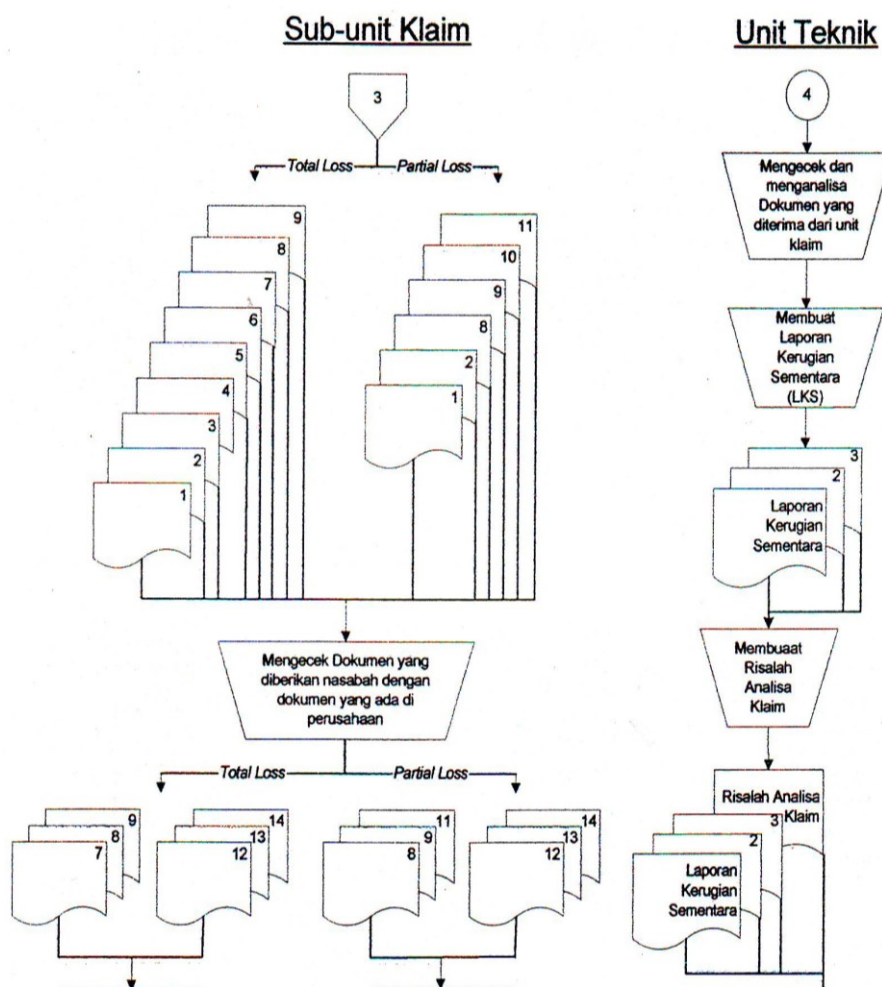 Sub-unit Klaim
3
Total Loss
Partial Loss
9
8
7
6
5
4
3
2
1
11
10
9
8
2
1
Mengecek Dokumen yang
diberikan nasabah dengan
dokumen yang ada di
perusahaan
Total Loss
Partial Loss
9
8
7
14
13
12
11
9
8
14
13
12
Unit Teknik
4
Mengecek dan
menganalisa
Dokumen yang
diterima dari unit
klaim
Membuat
Laporan
Kerugian
Sementara
(LKS)
3
2
Laporan
Kerugian
Sementara
Membuaat
Risalah
Analisa
Klaim
Risalah Analisa
Klaim
3
2
Laporan
Kerugian
Sementara